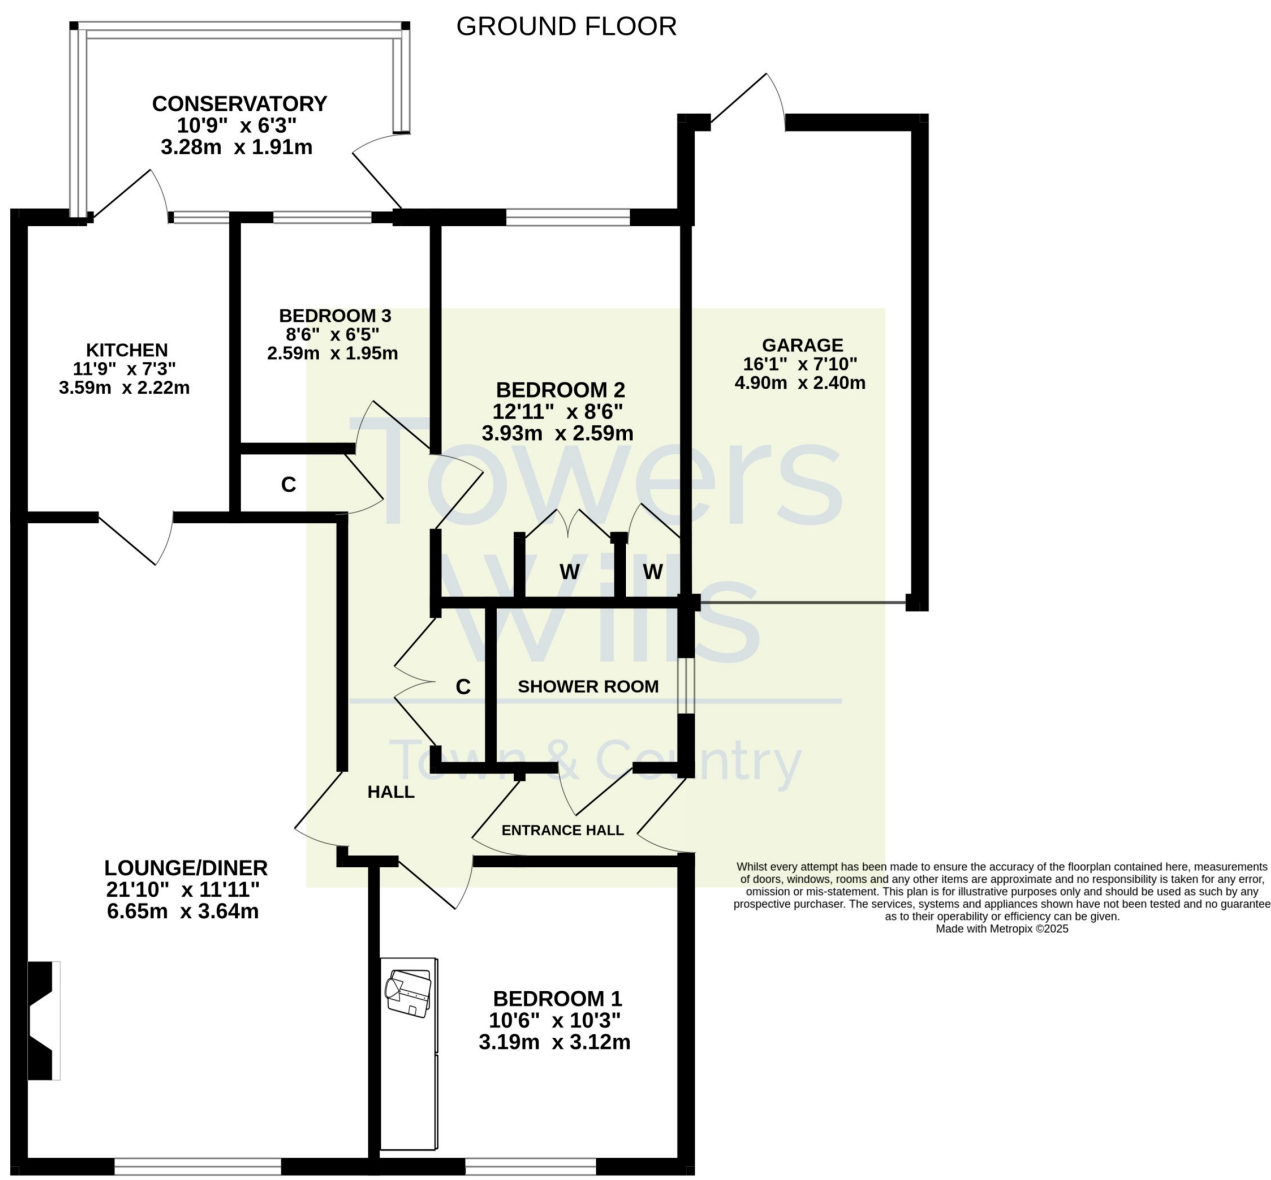 GROUND FLOOR
CONSERVATORY
10'9" x 6'3"
3.28m x 1.91m
BEDROOM 3
8'6" x 6'5"
2.59m x 1.95m
KITCHEN
11'9" x 7'3"
3.59m x 2.22m
GARAGE
16'1" x 7'10"
4.90m x 2.40m
BEDROOM 2
12'11" x 8'6"
3.93m x 2.59m
Towers
Wills
Town & Country
C
W
W
C
SHOWER ROOM
HALL
ENTRANCE HALL
LOUNGE/DINER
21'10" x 11'11"
6.65m x 3.64m
BEDROOM 1
10'6" x 10'3"
3.19m x 3.12m
Whilst every attempt has been made to ensure the accuracy of the floorplan contained here, measurements
of doors, windows, rooms and any other items are approximate and no responsibility is taken for any error,
omission or mis-statement. This plan is for illustrative purposes only and should be used as such by any
prospective purchaser. The services, systems and appliances shown have not been tested and no guarantee
as to their operability or efficiency can be given.
Made with Metropix ©2025